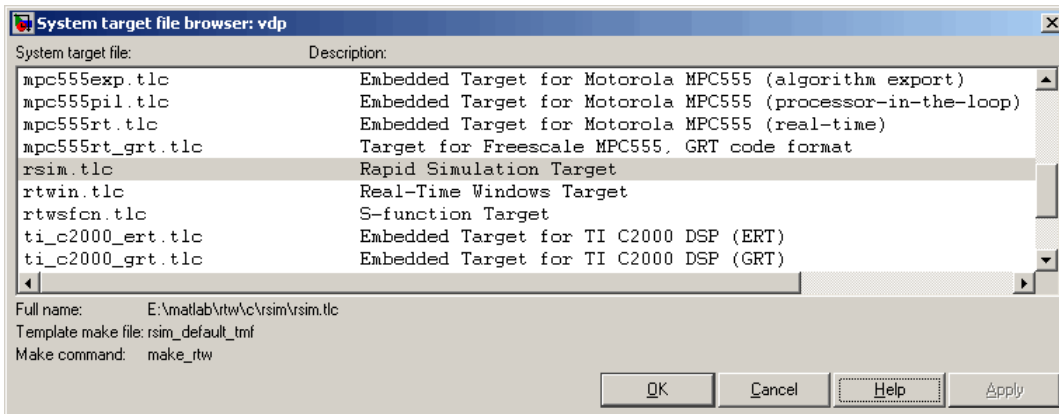 System target file browser: vdp
System target file: Description:
mpc555exp.tlc Embedded Target for Motorola MPC555 (algorithm export)
mpc555pil.tlc Embedded Target for Motorola MPC555 (processor-in-the-loop)
mpc555rt.tlc Embedded Target for Motorola MPC555 (real-time)
mpc555rt_grt.tlc Target for Freescale MPC555, GRT code format
rsim.tlc Rapid Simulation Target
rtwin.tlc Real-Time Windows Target
rtwsfcn.tlc S-function Target
ti_c2000_ert.tlc Embedded Target for TI C2000 DSP (ERT)
ti_c2000_grt.tlc Embedded Target for TI C2000 DSP (GRT)
Full name: E:\matlab\rtw\c\rsim\rsim.tlc
Template make file: rsim_default_tmf
Make command: make_rtw
OK Cancel Help Apply